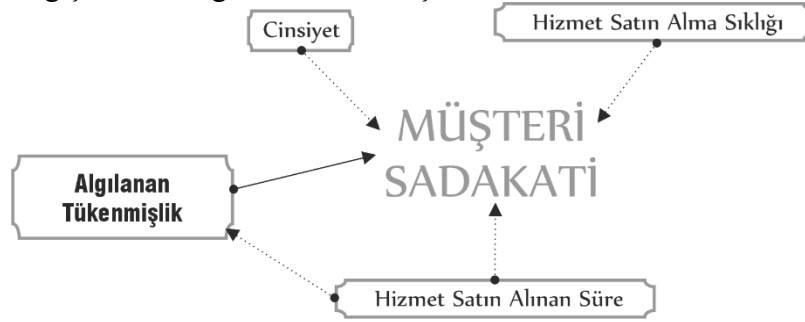 Cinsiyet
Hizmet Satın Alma Sıklığı
MÜŞTERİ
SADAKATİ
Algılanan
Tükenmişlik
Hizmet Satın Alınan Süre